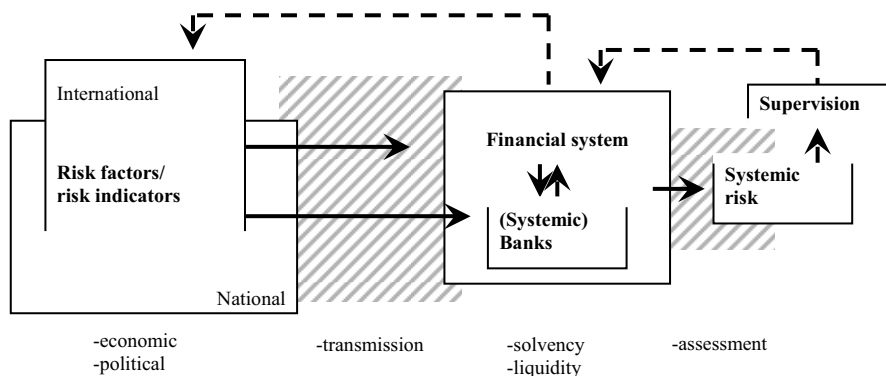 International
Risk factors/
risk indicators
National
Financial system
(Systemic)
Banks
Supervision
Systemic
risk
-economic
-political
-transmission
-solvency
-liquidity
-assessment